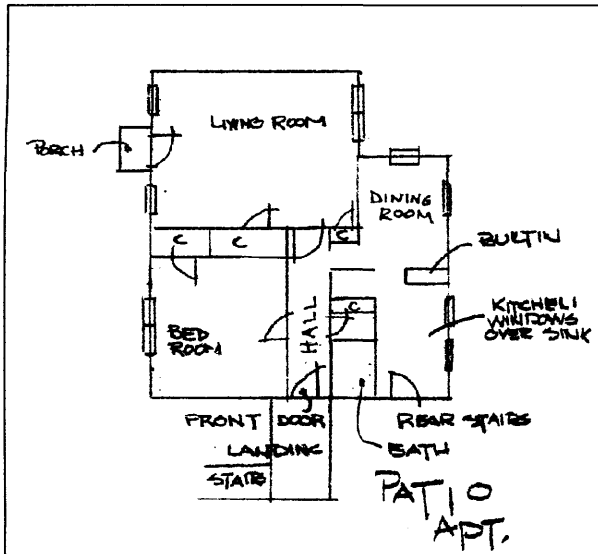 LIVING ROOM
PORCH
DINING
ROOM
C
C
C
BUILTIN
C
HALL
BED
ROOM
KITCHEN
WINDOWS
OVER SINK
FRONT DOOR
REAR STAIRS
LANDING
BATH
STAIRS
PATIO
APT.